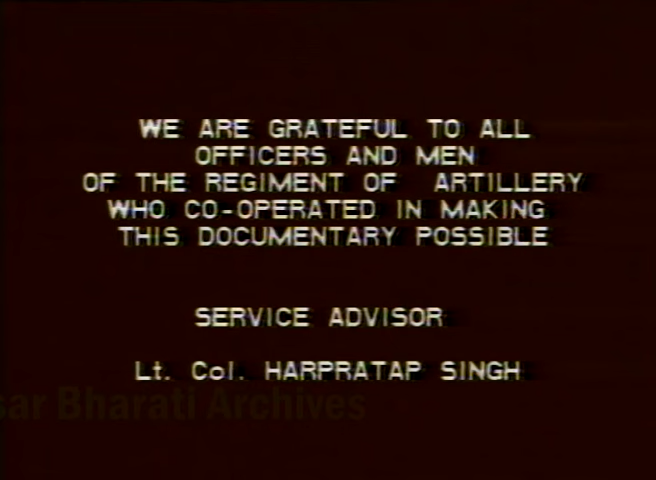 WE ARE GRATEFUL TO ALL
OFFICERS AND MEN
OF THE REGIMENT OF ARTILLERY
WHO CO-OPERATED IN MAKING
THIS DOCUMENTARY POSSIBLE
SERVICE ADVISOR
Lt. Col. HARPRATAP SINGH
Bharati Archives